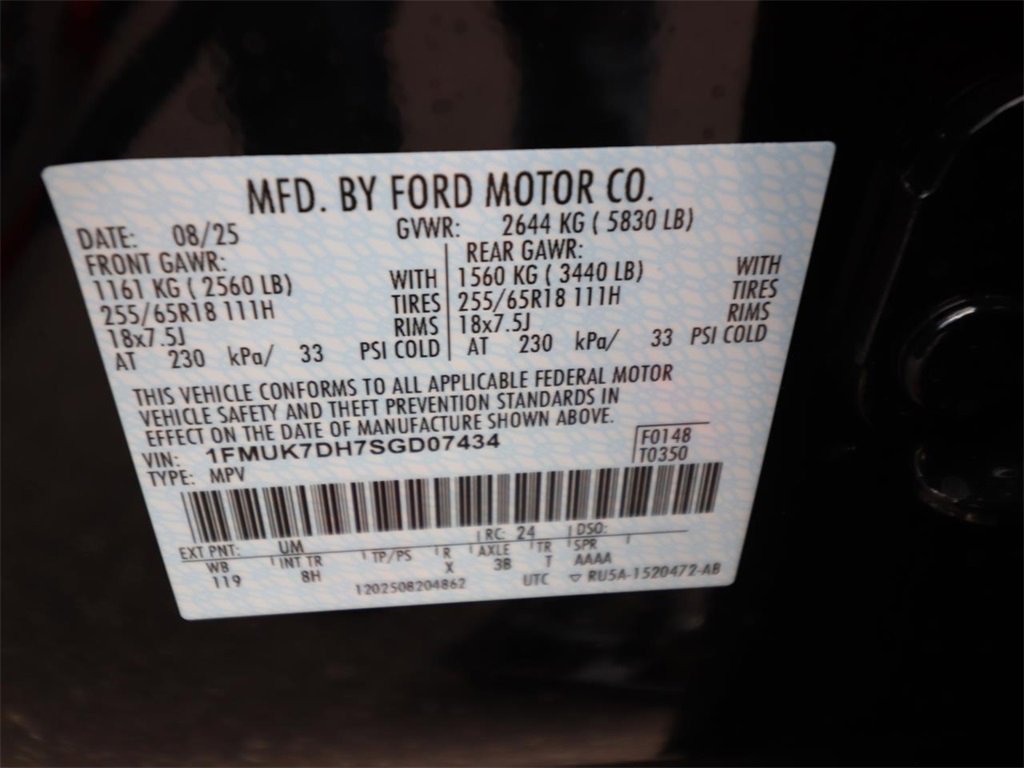 MFD. BY FORD MOTOR CO.
DATE: 08/25 GVWR: 2644 KG ( 5830 LB)
FRONT GAWR: REAR GAWR:
1161 KG ( 2560 LB) WITH 1560 KG ( 3440 LB) WITH
255/65R18 111H TIRES 255/65R18 111H TIRES
18x7.5J RIMS 18x7.5J RIMS
AT 230 kPa/ 33 PSI COLD AT 230 kPa/ 33 PSI COLD
THIS VEHICLE CONFORMS TO ALL APPLICABLE FEDERAL MOTOR
VEHICLE SAFETY AND THEFT PREVENTION STANDARDS IN
EFFECT ON THE DATE OF MANUFACTURE SHOWN ABOVE.
VIN: 1FMUK7DH7SGD07434 F0148
TYPE: MPV T0350
EXT PNT: UM RC: 24 DSO:
WB INT TR TP/PS R AXLE TR SPR
119 8H X 3B T AAAA
1202508204862 UTC ▽ RU5A-1520472-AB